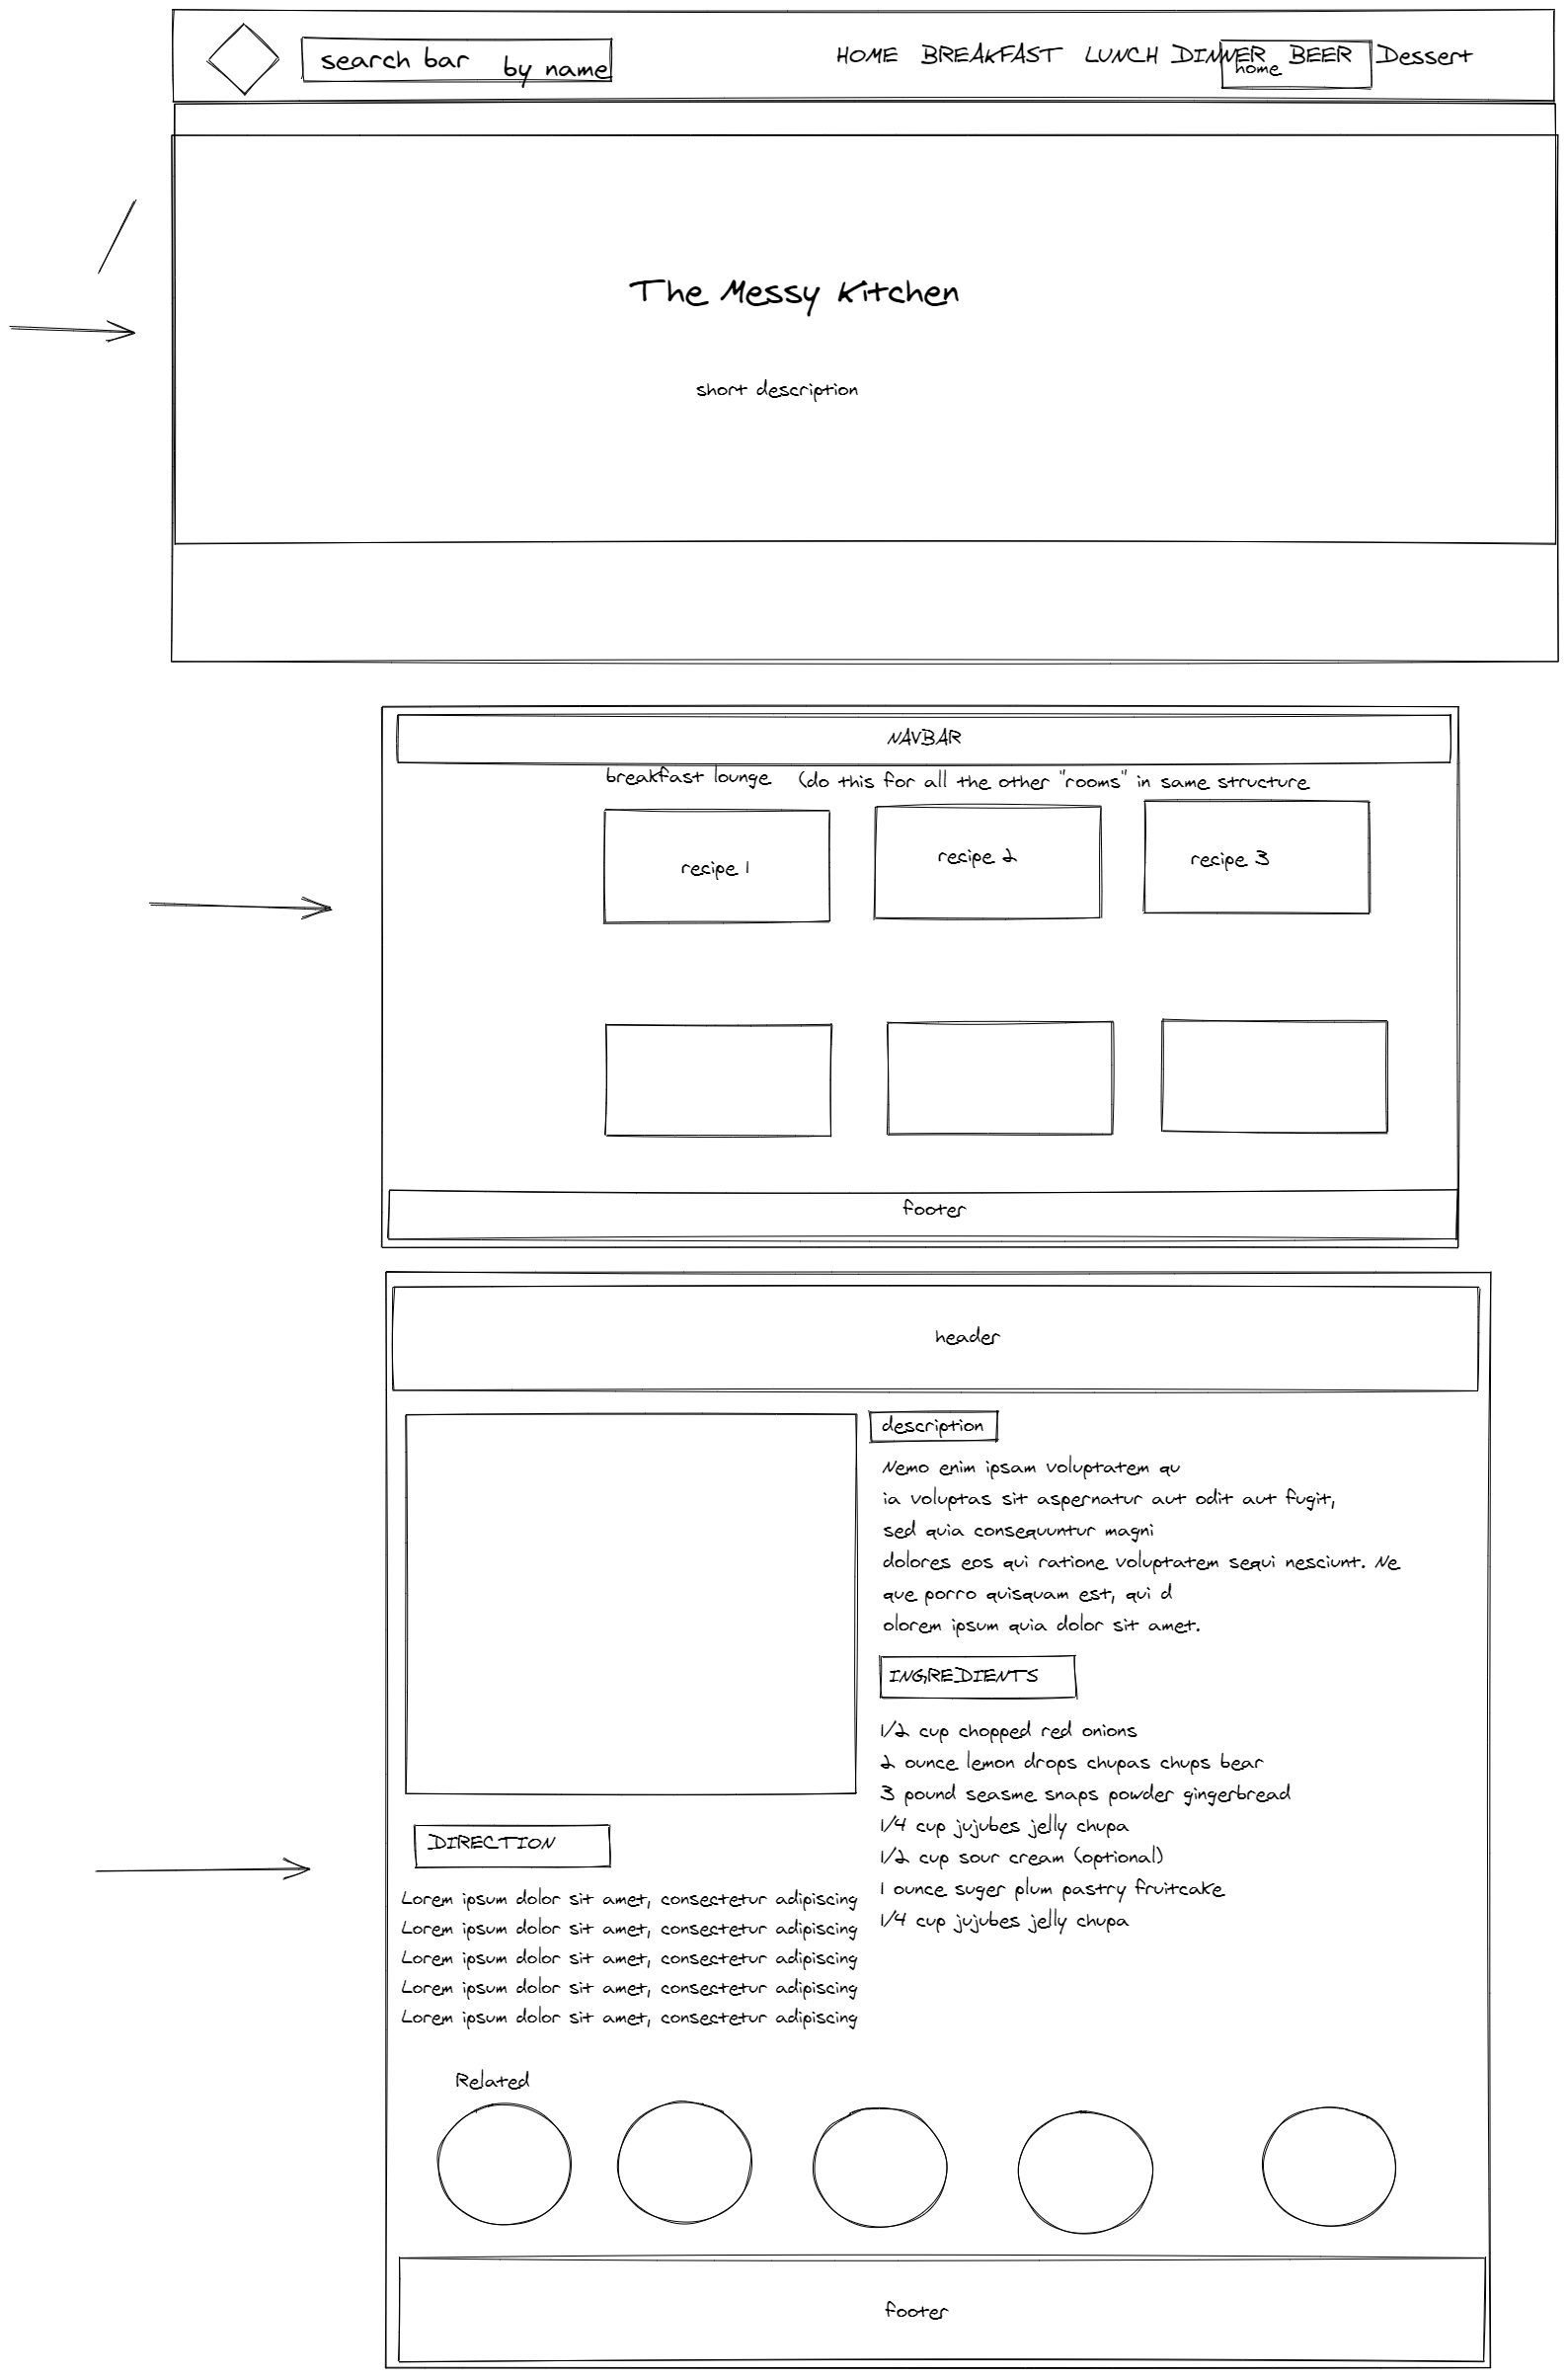 search bar by name
HOME BREAKFAST LUNCH DINNER BEER Dessert
home
The Messy Kitchen
short description
NAVBAR
breakfast lounge (do this for all the other "rooms" in same structure
recipe 1
recipe 2
recipe 3
footer
header
description
Nemo enim ipsam voluptatem qu
ia voluptas sit aspernatur aut odit aut fugit,
sed quia consequuntur magni
dolores eos qui ratione voluptatem sequi nesciunt. Ne
que porro quisquam est, qui d
olorem ipsum quia dolor sit amet.
INGREDIENTS
1/2 cup chopped red onions
2 ounce lemon drops chupas chups bear
3 pound seasme snaps powder gingerbread
1/4 cup jujubes jelly chupa
1/2 cup sour cream (optional)
1 ounce suger plum pastry fruitcake
1/4 cup jujubes jelly chupa
DIRECTION
Lorem ipsum dolor sit amet, consectetur adipiscing
Lorem ipsum dolor sit amet, consectetur adipiscing
Lorem ipsum dolor sit amet, consectetur adipiscing
Lorem ipsum dolor sit amet, consectetur adipiscing
Lorem ipsum dolor sit amet, consectetur adipiscing
Related
footer